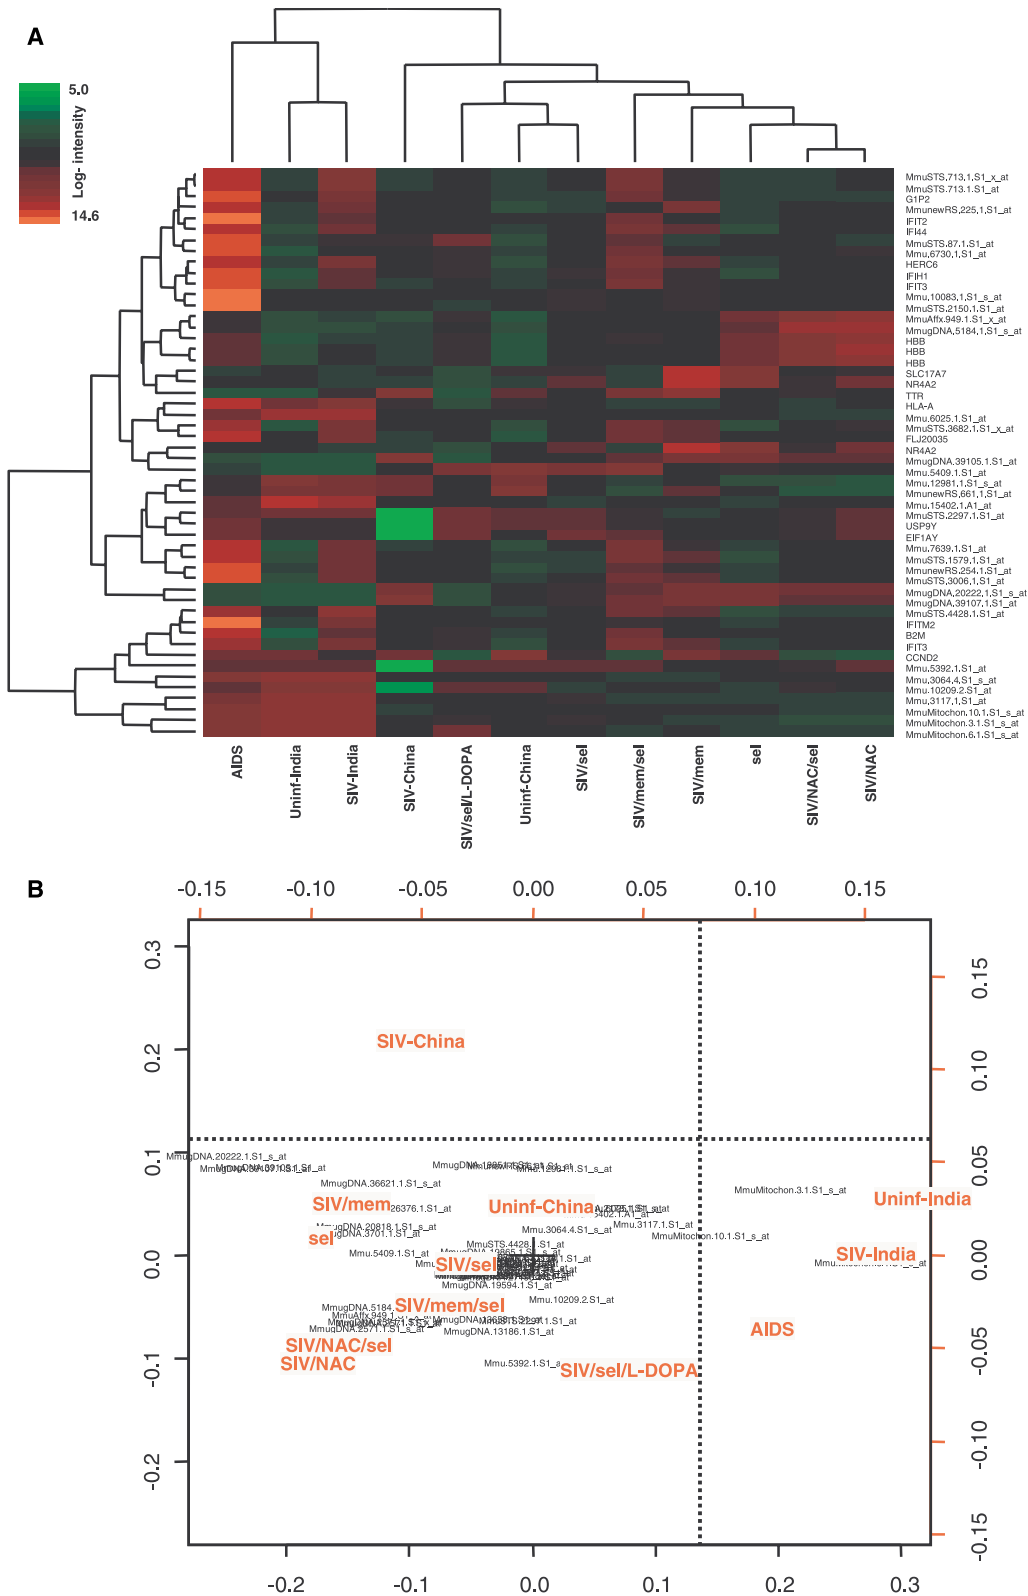 A
5.0
Log- intensity
14.6
MmuSTS,713,1,S1_x_at
MmuSTS.713.1.S1_at
G1P2
MmunewRS,225,1,S1_at
IFIT2
IFI44
MmuSTS.87.1.S1_at
Mmu,6730,1,S1_at
HERC6
IFIH1
IFIT3
Mmu,10083,1,S1_s_at
MmuSTS.2150.1.S1_at
MmuAffx.949.1.S1_x_at
MmugDNA,5184,1,S1_s_at
HBB
HBB
HBB
SLC17A7
NR4A2
TTR
HLA-A
Mmu.6025.1.S1_at
MmuSTS.3682.1.S1_x_at
FLJ20035
NR4A2
MmugDNA.39105.1,S1_at
Mmu.5409.1.S1_at
Mmu.12981.1.S1_s_at
MmunewRS,661,1,S1_at
Mmu.15402.1.A1_at
MmuSTS.2297.1.S1_at
USP9Y
EIF1AY
Mmu.7639.1.S1_at
MmuSTS,1579,1.S1_at
MmunewRS.254.1.S1_at
MmuSTS,3006,1,S1_at
MmugDNA,20222,1,S1_s_at
MmugDNA,39107,1,S1_at
MmuSTS.4428.1.S1_at
IFITM2
B2M
IFIT3
CCND2
Mmu.5392.1.S1_at
Mmu.3064,4,S1_s_at
Mmu.10209.2.S1_at
Mmu,3117,1,S1_at
MmuMitochon.10.1.S1_s_at
MmuMitochon.3.1.S1_s_at
MmuMitochon.6.1.S1_s_at
AIDS
Uninf-India
SIV-India
SIV-China
SIV/sel/L-DOPA
Uninf-China
SIV/sel
SIV/mem/sel
SIV/mem
sel
SIV/NAC/sel
SIV/NAC
B
-0.15 -0.10 -0.05 0.00 0.05 0.10 0.15
0.3
0.2
0.1
0.0
-0.1
-0.2
0.15
0.10
0.05
0.00
-0.05
-0.10
-0.15
SIV-China
MmugDNA.20222.1.S1_s_at
MmugDNA.36621.1.S1_s_at
MmuMitochon.3.1.S1_s_at
Uninf-India
SIV/mem
26376.1.S1_at
Uninf-China
Mmu.3117.1.S1_at
gDNA.20818.1.S1_s_at
gDNA.3701.1.S1_at
sel
Mmu.3064.4.S1_s_at
MmuMitochon.10.1.S1_s_at
MmuSTS.4428.1.S1_at
Mmu.5409.1.S1_at
SIV-India
SIV/sel
MmugDNA.19594.1.S1_at
Mmu.10209.2.S1_at
SIV/mem/sel
MmugDNA.5184.
AIDS
MmugDNA.2571.1.S1_s_at
MmugDNA.13186.1.S1_at
SIV/NAC/sel
SIV/NAC
Mmu.5392.1.S1_a
SIV/sel/L-DOPA
-0.2 -0.1 0.0 0.1 0.2 0.3